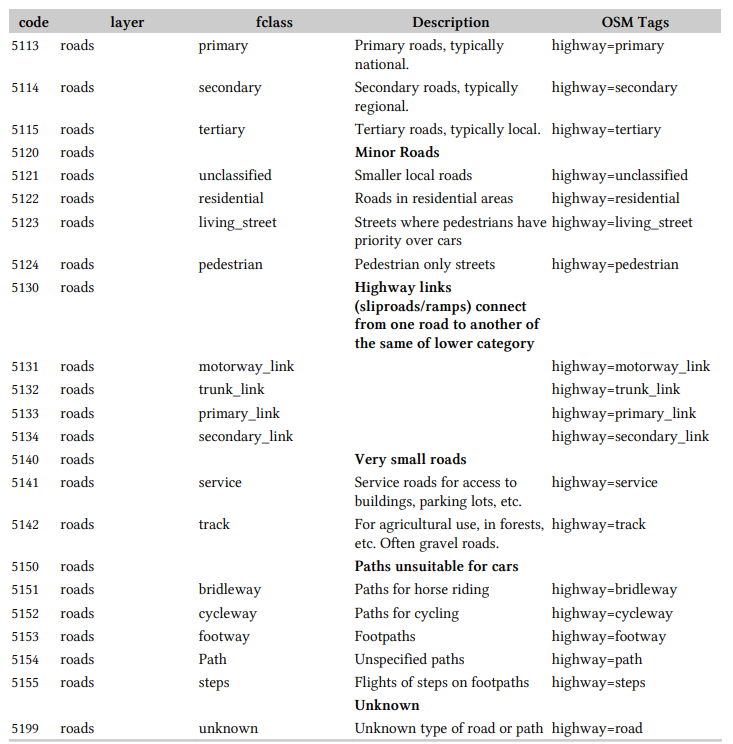 code layer fclass Description OSM Tags
5113 roads primary Primary roads, typically highway=primary
national.
5114 roads secondary Secondary roads, typically highway=secondary
regional.
5115 roads tertiary Tertiary roads, typically local. highway=tertiary
5120 roads Minor Roads
5121 roads unclassified Smaller local roads highway=unclassified
5122 roads residential Roads in residential areas highway=residential
5123 roads living_street Streets where pedestrians have highway=living_street
priority over cars
5124 roads pedestrian Pedestrian only streets highway=pedestrian
5130 roads Highway links
(sliproads/ramps) connect
from one road to another of
the same of lower category
5131 roads motorway_link highway=motorway_link
5132 roads trunk_link highway=trunk_link
5133 roads primary_link highway=primary_link
5134 roads secondary_link highway=secondary_link
5140 roads Very small roads
5141 roads service Service roads for access to highway=service
buildings, parking lots, etc.
5142 roads track For agricultural use, in forests, highway=track
etc. Often gravel roads.
5150 roads Paths unsuitable for cars
5151 roads bridleway Paths for horse riding highway=bridleway
5152 roads cycleway Paths for cycling highway=cycleway
5153 roads footway Footpaths highway=footway
5154 roads Path Unspecified paths highway=path
5155 roads steps Flights of steps on footpaths highway=steps
Unknown
5199 roads unknown Unknown type of road or path highway=road